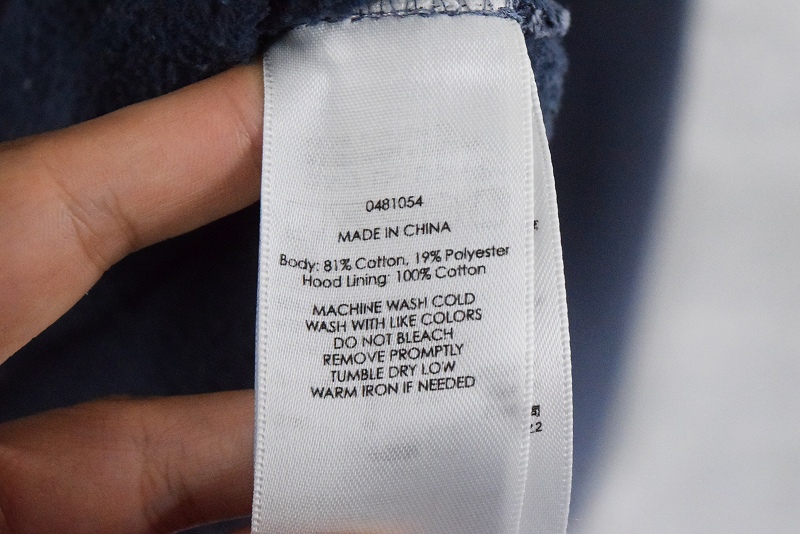 0481054
MADE IN CHINA
Body: 81% Cotton, 19% Polyester
Hood Lining: 100% Cotton
MACHINE WASH COLD
WASH WITH LIKE COLORS
DO NOT BLEACH
REMOVE PROMPTLY
TUMBLE DRY LOW
WARM IRON IF NEEDED